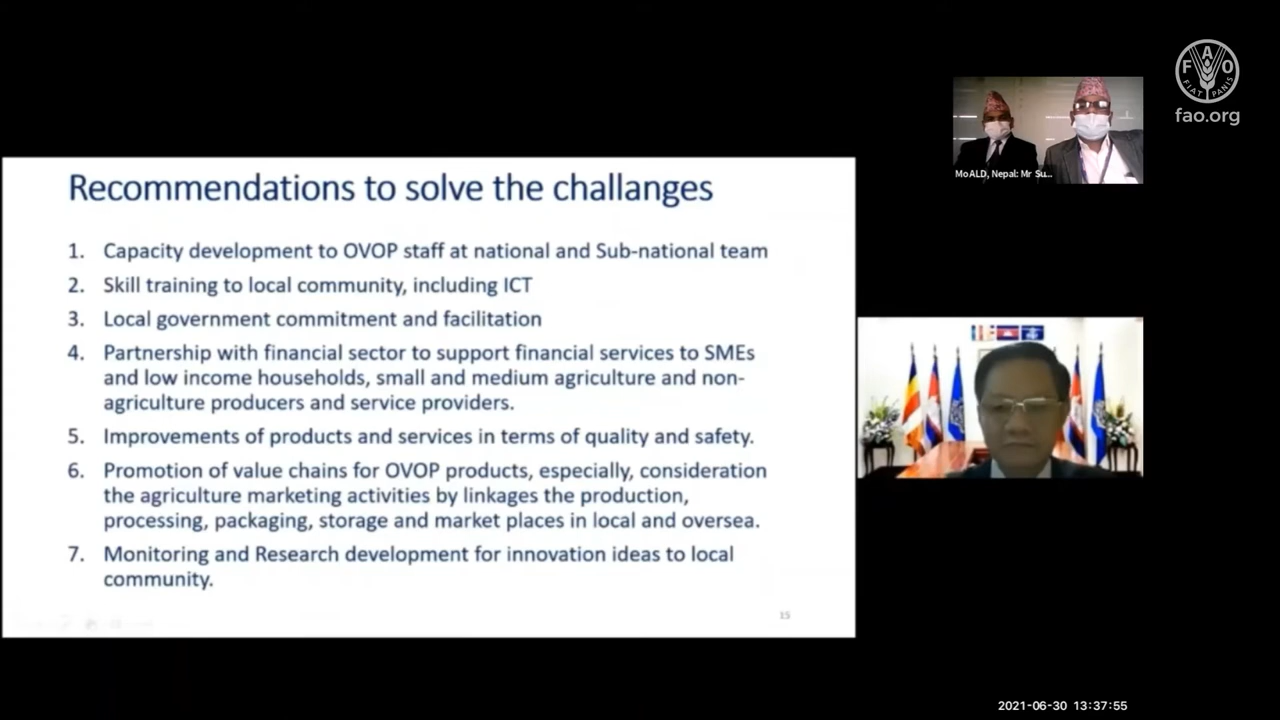 F A O
FIAT PANIS
fao.org
MoALD, Nepal: Mr Su...
Recommendations to solve the challanges
1. Capacity development to OVOP staff at national and Sub-national team
2. Skill training to local community, including ICT
3. Local government commitment and facilitation
4. Partnership with financial sector to support financial services to SMEs
and low income households, small and medium agriculture and non-
agriculture producers and service providers.
5. Improvements of products and services in terms of quality and safety.
6. Promotion of value chains for OVOP products, especially, consideration
the agriculture marketing activities by linkages the production,
processing, packaging, storage and market places in local and oversea.
7. Monitoring and Research development for innovation ideas to local
community.
15
2021-06-30 13:37:55